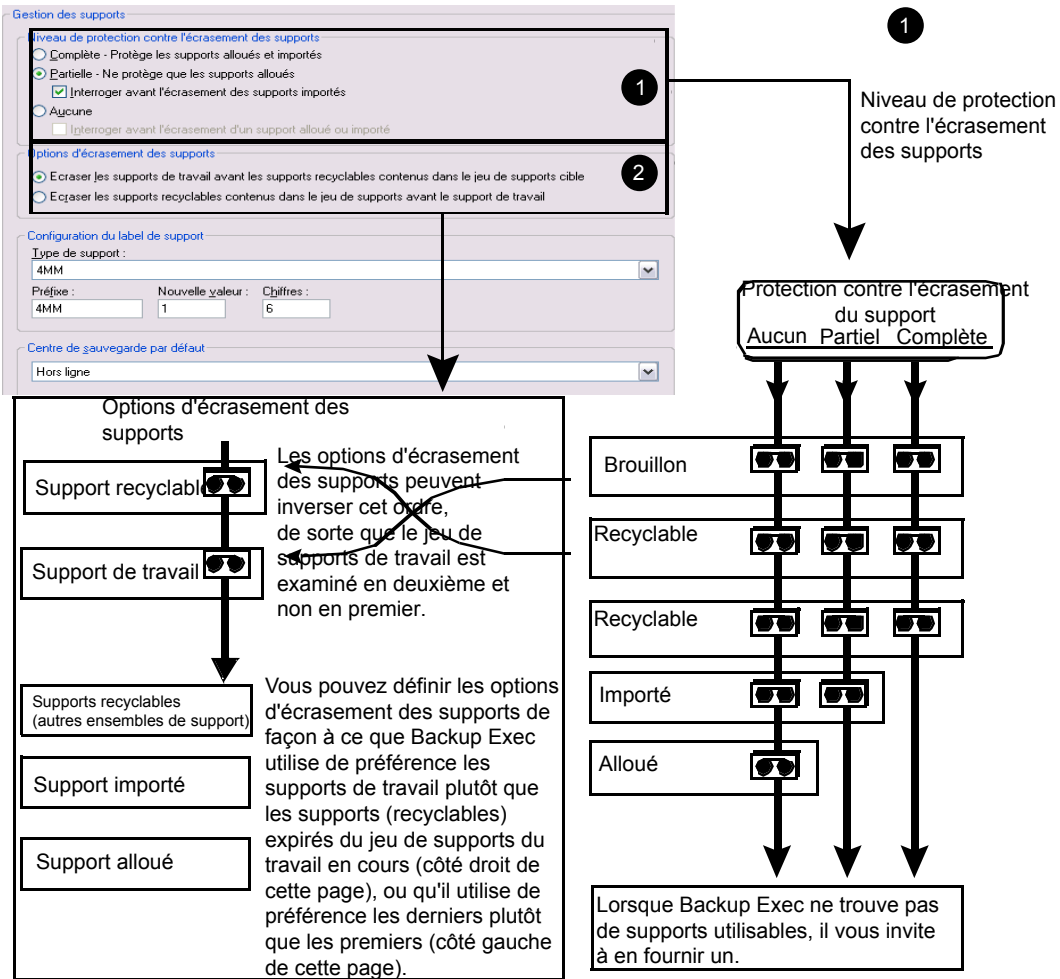 Gestion des supports
Niveau de protection contre l'écrasement des supports
Complète - Protège les supports alloués et importés
Partielle - Ne protège que les supports alloués
Interroger avant l'écrasement des supports importés
Aucune
Interroger avant l'écrasement d'un support alloué ou importé
1
Options d'écrasement des supports
Ecraser les supports de travail avant les supports recyclables contenus dans le jeu de supports cible
Ecraser les supports recyclables contenus dans le jeu de supports avant le support de travail
2
Configuration du label de support
Type de support :
4MM
Préfixe :
Nouvelle valeur :
Chiffres :
4MM
1
6
Centre de sauvegarde par défaut
Hors ligne
1
Niveau de protection
contre l'écrasement
des supports
Protection contre l'écrasement
du support
Aucun Partiel Complète
Brouillon
Recyclable
Recyclable
Importé
Alloué
Lorsque Backup Exec ne trouve pas
de supports utilisables, il vous invite
à en fournir un.
Options d'écrasement des
supports
Support recyclable
Support de travail
Les options d'écrasement
des supports peuvent
inverser cet ordre,
de sorte que le jeu de
supports de travail est
examiné en deuxième et
non en premier.
Supports recyclables
(autres ensembles de support)
Support importé
Support alloué
Vous pouvez définir les options
d'écrasement des supports de
façon à ce que Backup Exec
utilise de préférence les
supports de travail plutôt que
les supports (recyclables)
expirés du jeu de supports du
travail en cours (côté droit de
cette page), ou qu'il utilise de
préférence les derniers plutôt
que les premiers (côté gauche
de cette page).